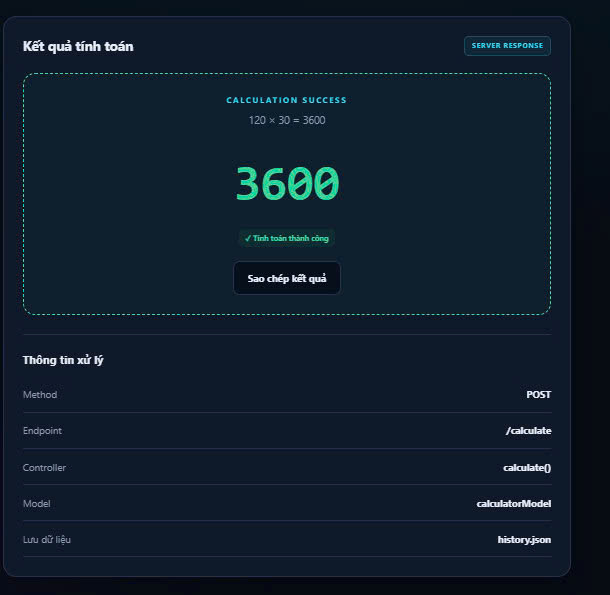 Kết quả tính toán
SERVER RESPONSE
CALCULATION SUCCESS
120 × 30 = 3600
3600
✓ Tính toán thành công
Sao chép kết quả
Thông tin xử lý
Method POST
Endpoint /calculate
Controller calculate()
Model calculatorModel
Lưu dữ liệu history.json